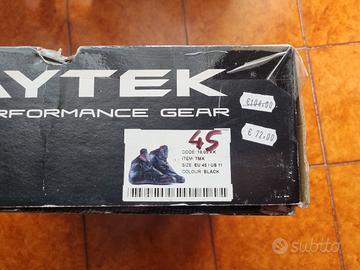 AYTEK
ERFORMANCE GEAR
€104.00
€ 72.00
45
ITEM: TMX
SIZE: EU 45 / US 11
COLOUR: BLACK
subito